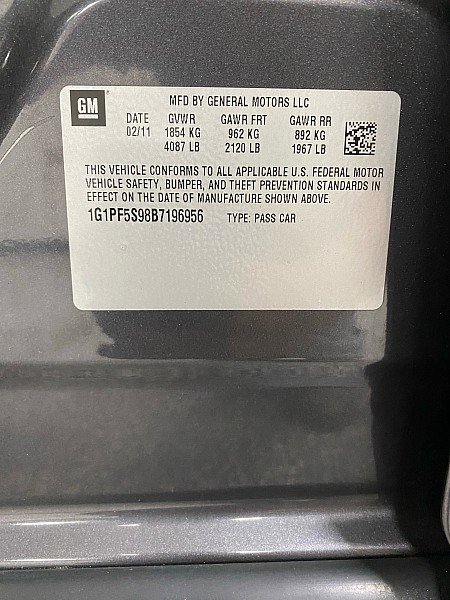 GM
MFD BY GENERAL MOTORS LLC
DATE GVWR GAWR FRT GAWR RR
02/11 1854 KG 962 KG 892 KG
4087 LB 2120 LB 1967 LB
THIS VEHICLE CONFORMS TO ALL APPLICABLE U.S. FEDERAL MOTOR
VEHICLE SAFETY, BUMPER, AND THEFT PREVENTION STANDARDS IN
EFFECT ON THE DATE OF MANUFACTURE SHOWN ABOVE.
1G1PF5S98B7196956 TYPE: PASS CAR